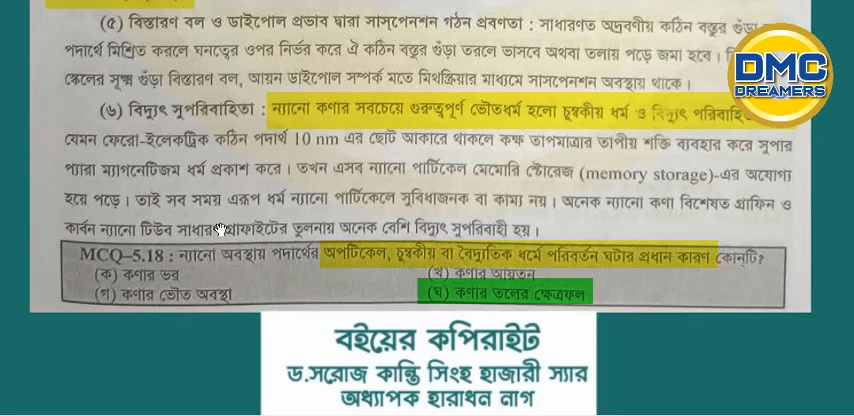 (৫) বিস্তারণ বল ও ডাইপোল প্রভাব দ্বারা সাসপেনশন গঠন প্রবণতা : সাধারণত অদ্রবণীয় কঠিন বস্তুর গুঁড়া
পদার্থে মিশ্রিত করলে ঘনত্বের ওপর নির্ভর করে ঐ কঠিন বস্তুর গুঁড়া তরলে ভাসবে অথবা তলায় পড়ে জমা হবে।
স্কেলের সূক্ষ্ম গুঁড়া বিস্তারণ বল, আয়ন ডাইপোল সম্পর্ক মতে মিথস্ক্রিয়ার মাধ্যমে সাসপেনশন অবস্থায় থাকে।
(৬) বিদ্যুৎ সুপরিবাহিতা : ন্যানো কণার সবচেয়ে গুরুত্বপূর্ণ ভৌতধর্ম হলো চুম্বকীয় ধর্ম ও বিদ্যুৎ
যেমন ফেরো-ইলেকট্রিক কঠিন পদার্থ 10 nm এর ছোট আকারে থাকলে কক্ষ তাপমাত্রার তাপীয় শক্তি ব্যবহার করে সুপার
প্যারা ম্যাগনেটিজম ধর্ম প্রকাশ করে। তখন এসব ন্যানো পার্টিকেল মেমোরি স্টোরেজ (memory storage)-এর অযোগ্য
হয়ে পড়ে। তাই সব সময় এরূপ ধর্ম ন্যানো পার্টিকেলে সুবিধাজনক বা কাম্য নয়। অনেক ন্যানো কণা বিশেষত গ্রাফিন ও
কার্বন ন্যানো টিউব সাধারণ গ্রাফাইটের তুলনায় অনেক বেশি বিদ্যুৎ সুপরিবাহী হয়।
MCQ–5.18 : ন্যানো অবস্থায় পদার্থের অপটিকেল, চুম্বকীয় বা বৈদ্যুতিক ধর্মে পরিবর্তন ঘটার প্রধান কারণ কোনটি?
(ক) কণার ভর (খ) কণার আয়তন
(গ) কণার ভৌত অবস্থা (ঘ) কণার তলের ক্ষেত্রফল
DMC
DREAMERS
বইয়ের কপিরাইট
ড.সরোজ কান্তি সিংহ হাজারী স্যার
অধ্যাপক হারাধন নাগ